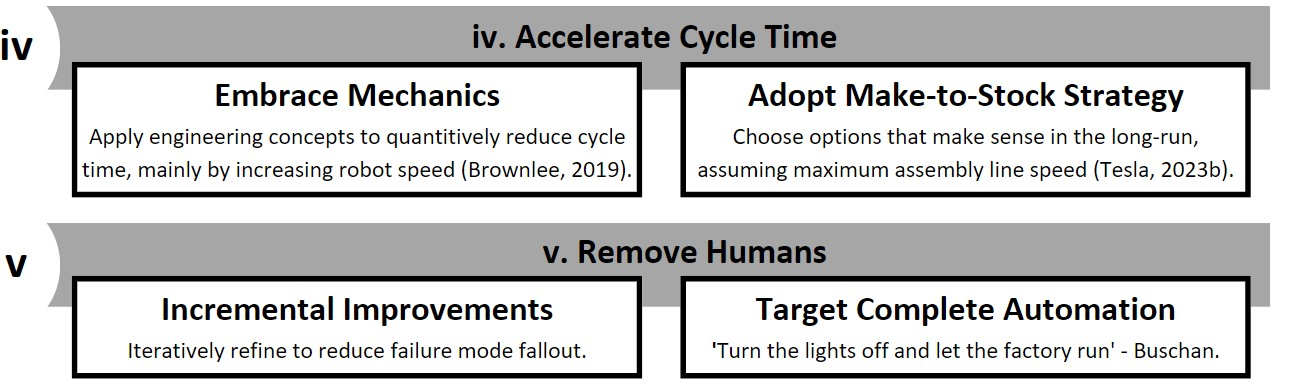 iv
iv. Accelerate Cycle Time
Embrace Mechanics
Apply engineering concepts to quantitively reduce cycle
time, mainly by increasing robot speed (Brownlee, 2019).
Adopt Make-to-Stock Strategy
Choose options that make sense in the long-run,
assuming maximum assembly line speed (Tesla, 2023b).
v
v. Remove Humans
Incremental Improvements
Iteratively refine to reduce failure mode fallout.
Target Complete Automation
'Turn the lights off and let the factory run' - Buschan.